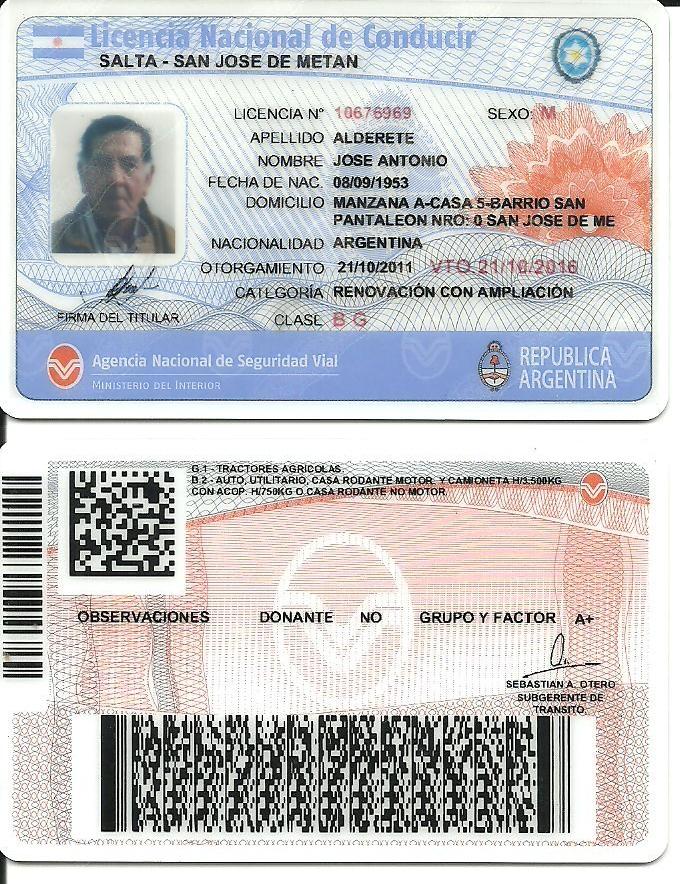 Licencia Nacional de Conducir
SALTA - SAN JOSE DE METAN
LICENCIA N° 10676969 SEXO: M
APELLIDO ALDERETE
NOMBRE JOSE ANTONIO
FECHA DE NAC. 08/09/1953
DOMICILIO MANZANA A-CASA 5-BARRIO SAN
PANTALEON NRO: 0 SAN JOSE DE ME
NACIONALIDAD ARGENTINA
OTORGAMIENTO 21/10/2011 VTO 21/10/2016
CATEGORÍA RENOVACIÓN CON AMPLIACIÓN
FIRMA DEL TITULAR CLASE B G
Agencia Nacional de Seguridad Vial
MINISTERIO DEL INTERIOR
REPUBLICA
ARGENTINA
G.1 - TRACTORES AGRICOLAS.
B.2 - AUTO, UTILITARIO, CASA RODANTE MOTOR. Y CAMIONETA H/3.500KG
CON ACOP. H/750KG O CASA RODANTE NO MOTOR.
OBSERVACIONES DONANTE NO GRUPO Y FACTOR A+
SEBASTIAN A. OTERO
SUBGERENTE DE
TRANSITO.